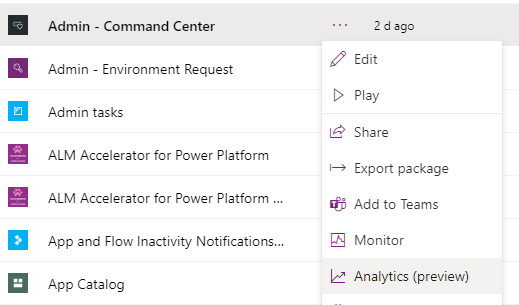 Admin - Command Center
... 2 d ago
Admin - Environment Request
Admin tasks
ALM Accelerator for Power Platform
ALM Accelerator for Power Platform ...
App and Flow Inactivity Notifications...
App Catalog
Edit
Play
Share
Export package
Add to Teams
Monitor
Analytics (preview)